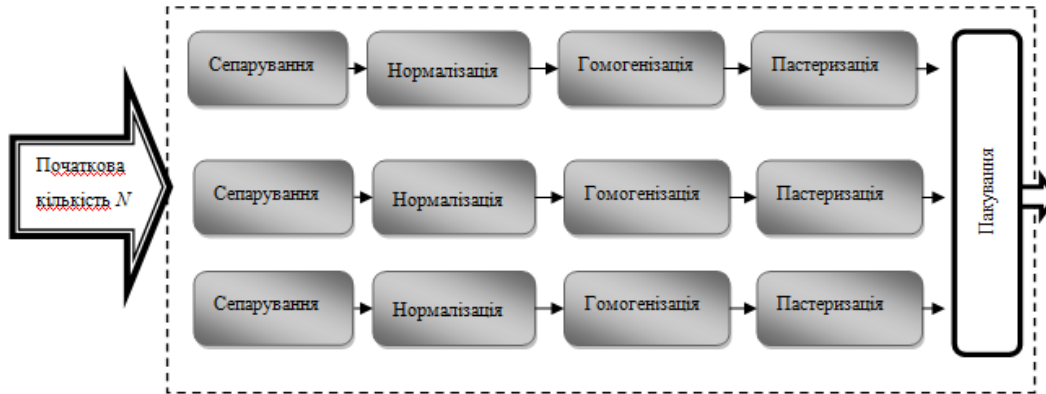 Сепарування
Нормалізація
Гомогенізація
Пастеризація
Початкова
кількість N
Сепарування
Нормалізація
Гомогенізація
Пастеризація
Пакування
Сепарування
Нормалізація
Гомогенізація
Пастеризація